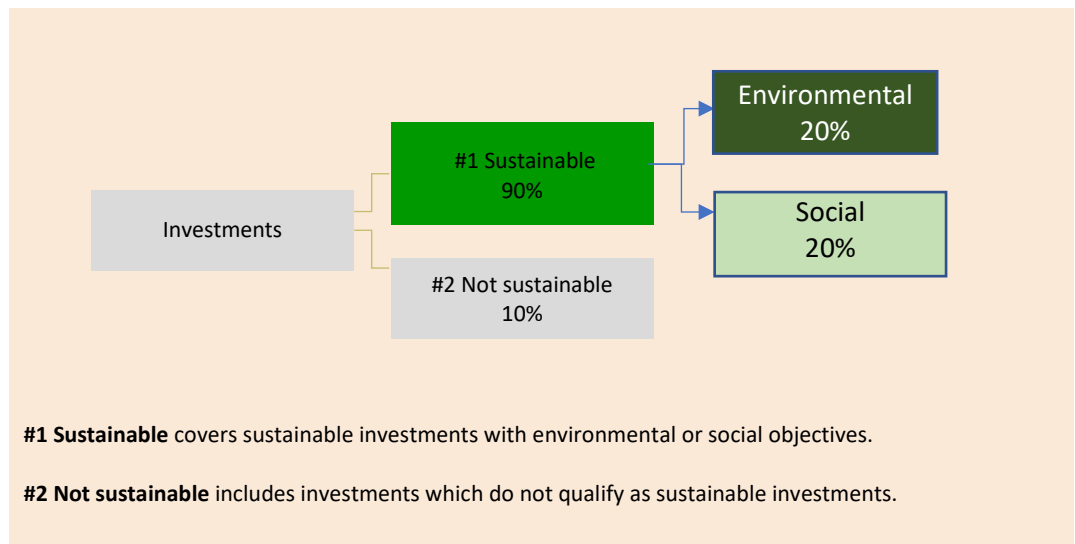 Environmental
20%
#1 Sustainable
90%
Social
20%
Investments
#2 Not sustainable
10%
#1 Sustainable covers sustainable investments with environmental or social objectives.
#2 Not sustainable includes investments which do not qualify as sustainable investments.